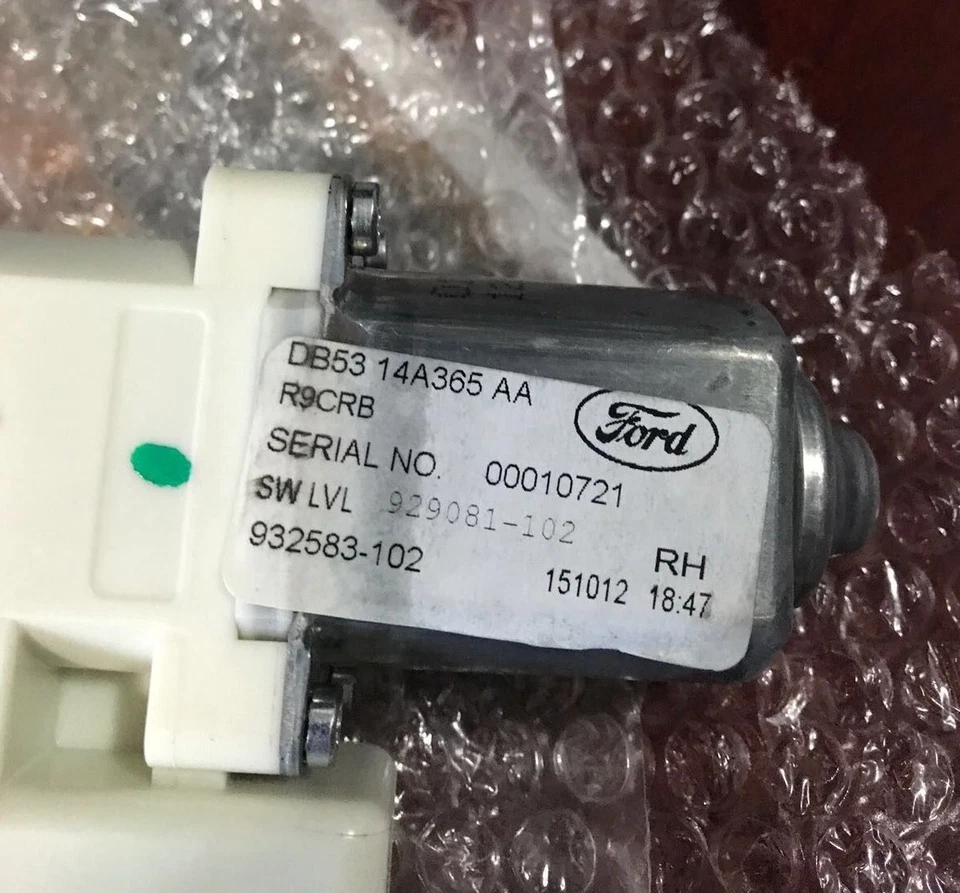 DB53 14A365 AA
R9CRB
Ford
SERIAL NO. 00010721
SW LVL 929081-102
932583-102
RH
151012 18:47